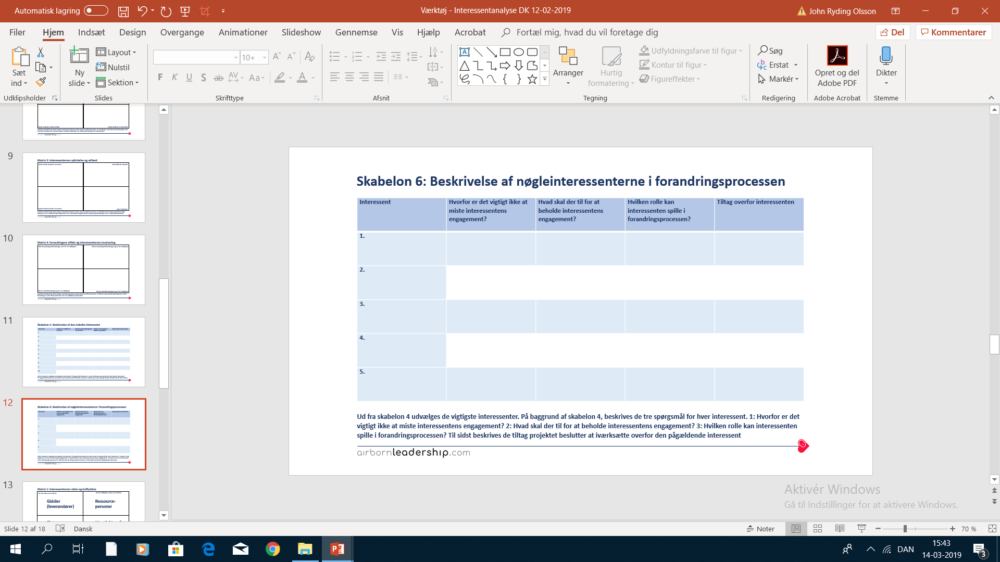 Automatisk lagring
Værktøj - Interessentanalyse DK 12-02-2019
John Ryding Olsson
Filer Hjem Indsæt Design Overgange Animationer Slideshow Gennemse Vis Hjælp Acrobat Fortæl mig, hvad du vil foretage dig Del Kommentarer
Sæt ind
Udklipsholder
Ny slide
Layout
Nulstil
Sektion
Slides
10+
F K U S ab AV Aa A
Skrifttype
Afsnit
Arranger
Hurtig formatering
Udfyldningsfarve til figur
Kontur til figur
Figureffekter
Tegning
Søg
Erstat
Markér
Redigering
Opret og del Adobe PDF
Adobe Acrobat
Dikter
Stemme
9
Matrix 3: Interessenternes opfattelse og adfærd
10
Matrix 4: Forandringens effekt og interessenternes involvering
11
Skabelon 5: Beskrivelse af den enkelte interessent
12
Skabelon 6: Beskrivelse af nøgleinteressenterne i forandringsprocessen
13
Matrix 1: Interessenternes viden og indflydelse
Gidsler (leverandører)
Ressource-personer
Skabelon 6: Beskrivelse af nøgleinteressenterne i forandringsprocessen
Interessent
Hvorfor er det vigtigt ikke at
miste interessentens
engagement?
Hvad skal der til for at
beholde interessentens
engagement?
Hvilken rolle kan
interessenten spille i
forandringsprocessen?
Tiltag overfor interessenten
1.
2.
3.
4.
5.
Ud fra skabelon 4 udvælges de vigtigste interessenter. På baggrund af skabelon 4, beskrives de tre spørgsmål for hver interessent. 1: Hvorfor er det
vigtigt ikke at miste interessentens engagement? 2: Hvad skal der til for at beholde interessentens engagement? 3: Hvilken rolle kan interessenten
spille i forandringsprocessen? Til sidst beskrives de tiltag projektet beslutter at iværksætte overfor den pågældende interessent
airbornleadership.com
Aktivér Windows
Gå til Indstillinger for at aktivere Windows.
Slide 12 af 18 Dansk Noter 70 %
DAN
15:43
14-03-2019
3